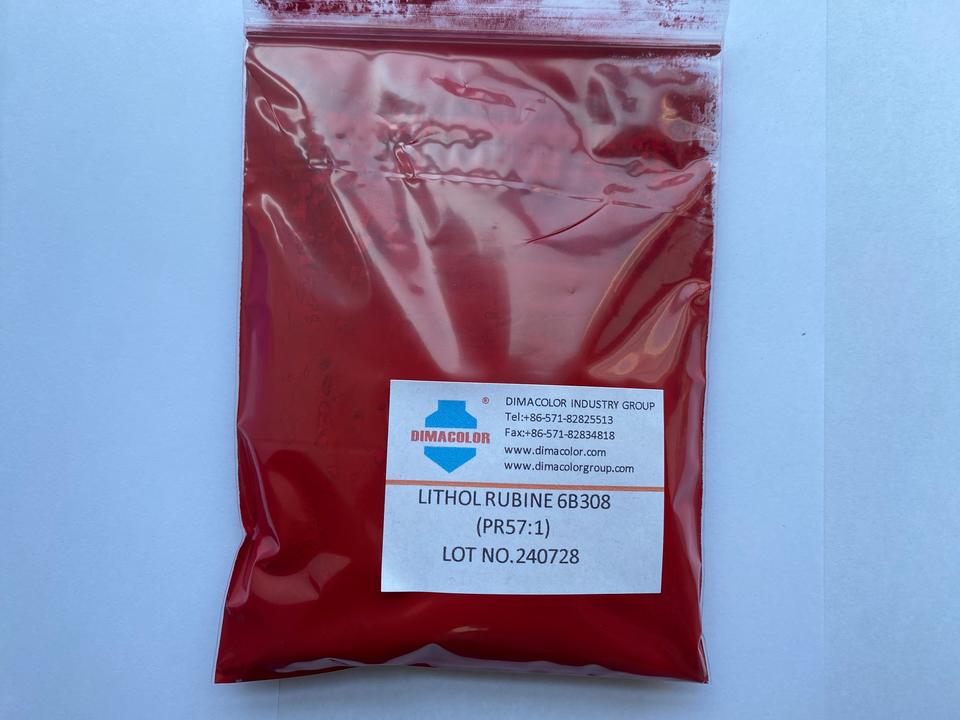 ®
DIMACOLOR
DIMACOLOR INDUSTRY GROUP
Tel:+86-571-82825513
Fax:+86-571-82834818
www.dimacolor.com
www.dimacolorgroup.com
LITHOL RUBINE 6B308
(PR57:1)
LOT NO.240728